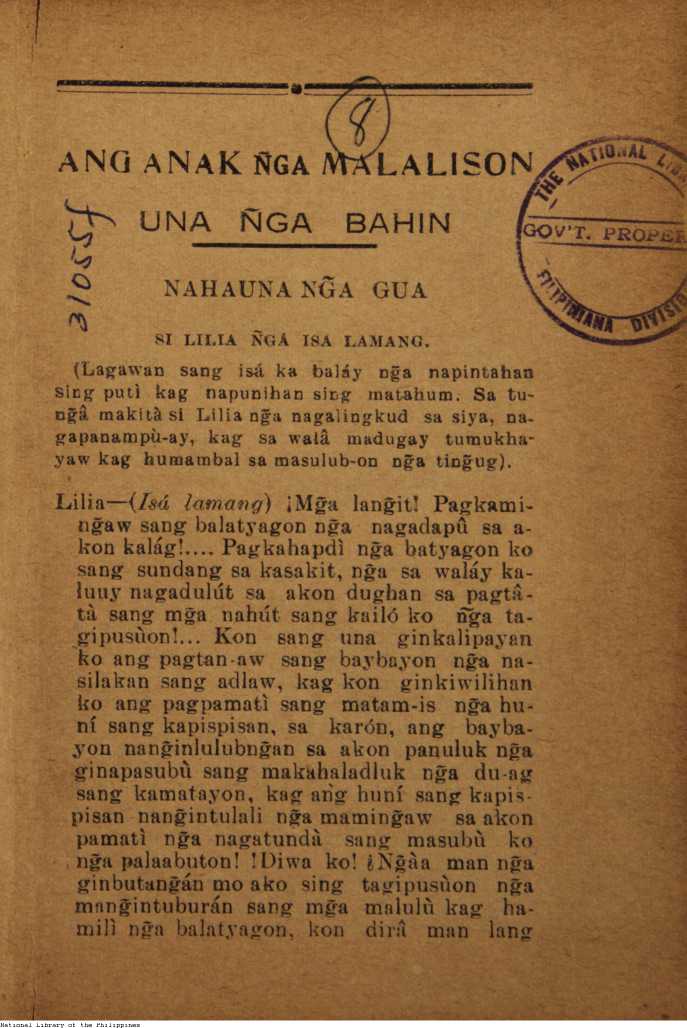 8
ANG ANAK ÑG̃A MALALISON
310554
THE NATIONAL
GOV'T.
FILIPINIANA DIVISIO
UNA ÑGA BAHIN
NAHAUNA NG̃A GUA
SI LILIA ÑGA ISA LAMANG.
(Lagawan sang isá ka baláy ng̃a napintahan
sing putì kag napunihan sing matahum. Sa tu-
ng̃â makità si Lilia ng̃a nagalingkud sa siya, na-
gapanampù-ay, kag sa walâ madugay tumukha-
yaw kag humambal sa masulub-on ng̃a ting̃ug).
Lilia—(Isá lamang) ¡Mg̃a lang̃it! Pagkami-
ng̃aw sang balatyagon ng̃a nagadapû sa a-
kon kalág!.... Pagkahapdì ng̃a batyagon ko
sang sundang sa kasakit, ng̃a sa waláy ka-
luuy nagadulút sa akon dughan sa pagtâ-
tà sang mg̃a nahút sang kailó ko ng̃a ta-
gipusùon!... Kon sang una ginkalipayan
ko ang pagtan-aw sang baybayon ng̃a na-
silakan sang adlaw, kag kon ginkiwilihan
ko ang pagpamatì sang matam-is ng̃a hu-
ní sang kapispisan, sa karón, ang bayba-
yon nang̃inlulubng̃an sa akon panuluk ng̃a
ginapasubù sang makahaladluk ng̃a du-ag
sang kamatayon, kag ang huní sang kapis-
pisan nang̃intulali ng̃a maming̃aw sa akon
pamatì ng̃a nagatundà sang masubù ko
ng̃a palaabuton! !Diwa ko! ¿Ng̃àa man ng̃a
ginbutang̃án mo ako sing tagipusùon ng̃a
mang̃intuburán sang mg̃a malulù kag ha-
milì ng̃a balatyagon, kon dirâ man lang
National Library of the Philippines